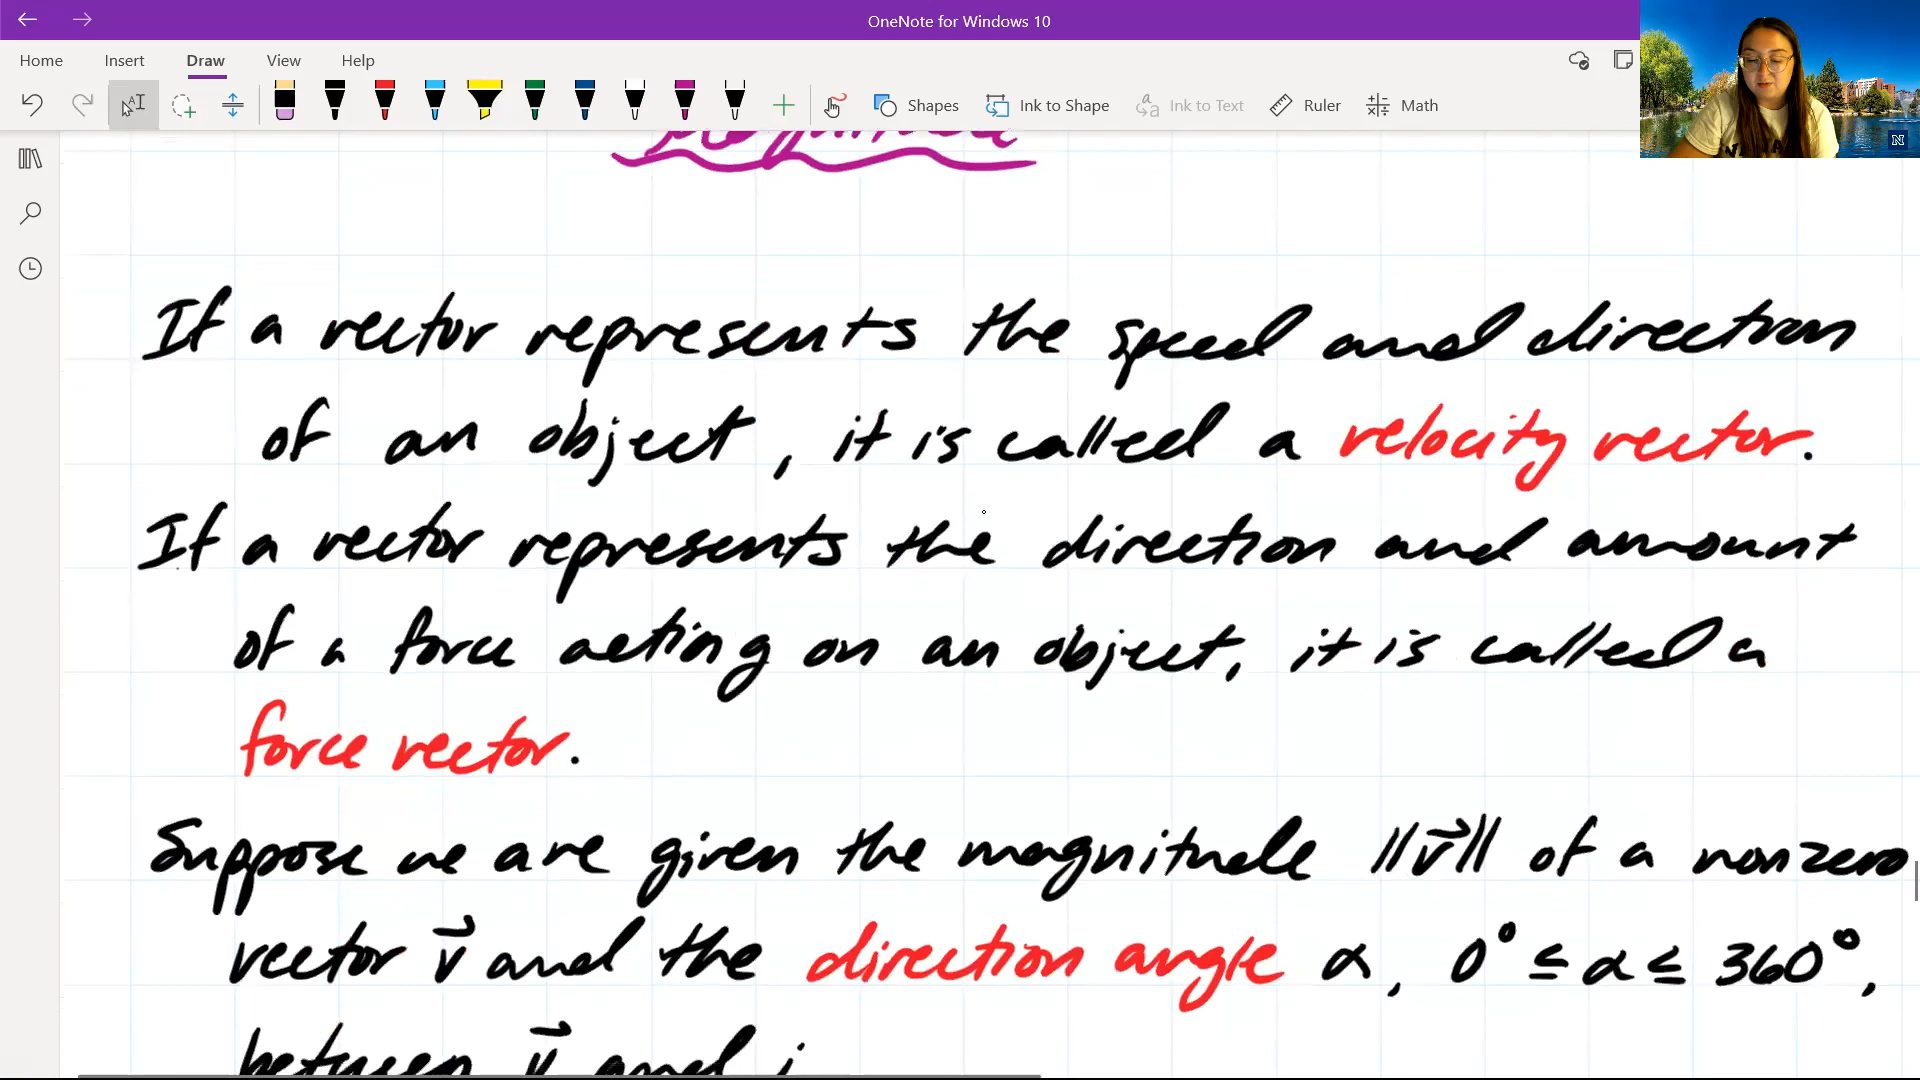 OneNote for Windows 10
Home Insert Draw View Help
Shapes Ink to Shape Ink to Text Ruler Math
If a vector represents the speed and direction
of an object, it is called a velocity vector.
If a vector represents the direction and amount
of a force acting on an object, it is called a
force vector.
Suppose we are given the magnitude ||v⃗|| of a nonzero
vector v⃗ and the direction angle α, 0° ≤ α ≤ 360°,
between v⃗ and i